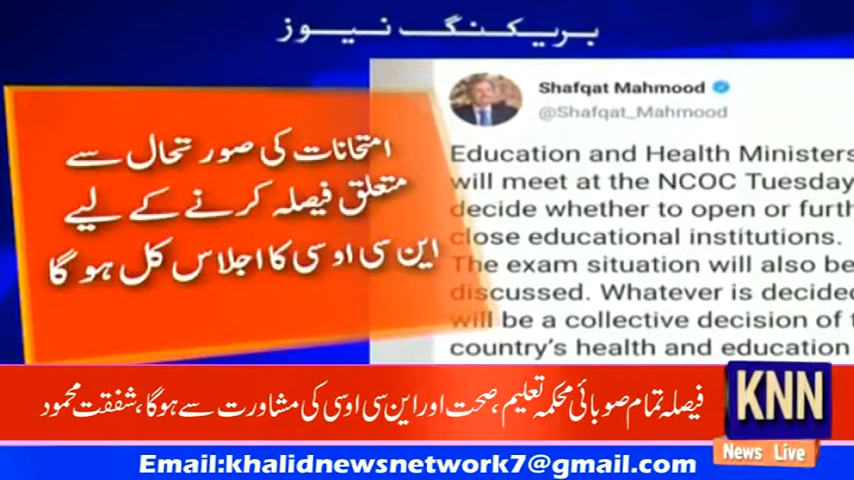 بریکنگ نیوز
امتحانات کی صورتحال سے
متعلق فیصلہ کرنے کے لیے
این سی او سی کا اجلاس کل ہو گا
Shafqat Mahmood
@Shafqat_Mahmood
Education and Health Ministers
will meet at the NCOC Tuesday
decide whether to open or furth
close educational institutions.
The exam situation will also be
discussed. Whatever is decided
will be a collective decision of t
country's health and education
فیصلہ تمام صوبائی محکمہ تعلیم، صحت اور این سی او سی کی مشاورت سے ہوگا، شفقت محمود
KNN
News Live
Email:khalidnewsnetwork7@gmail.com